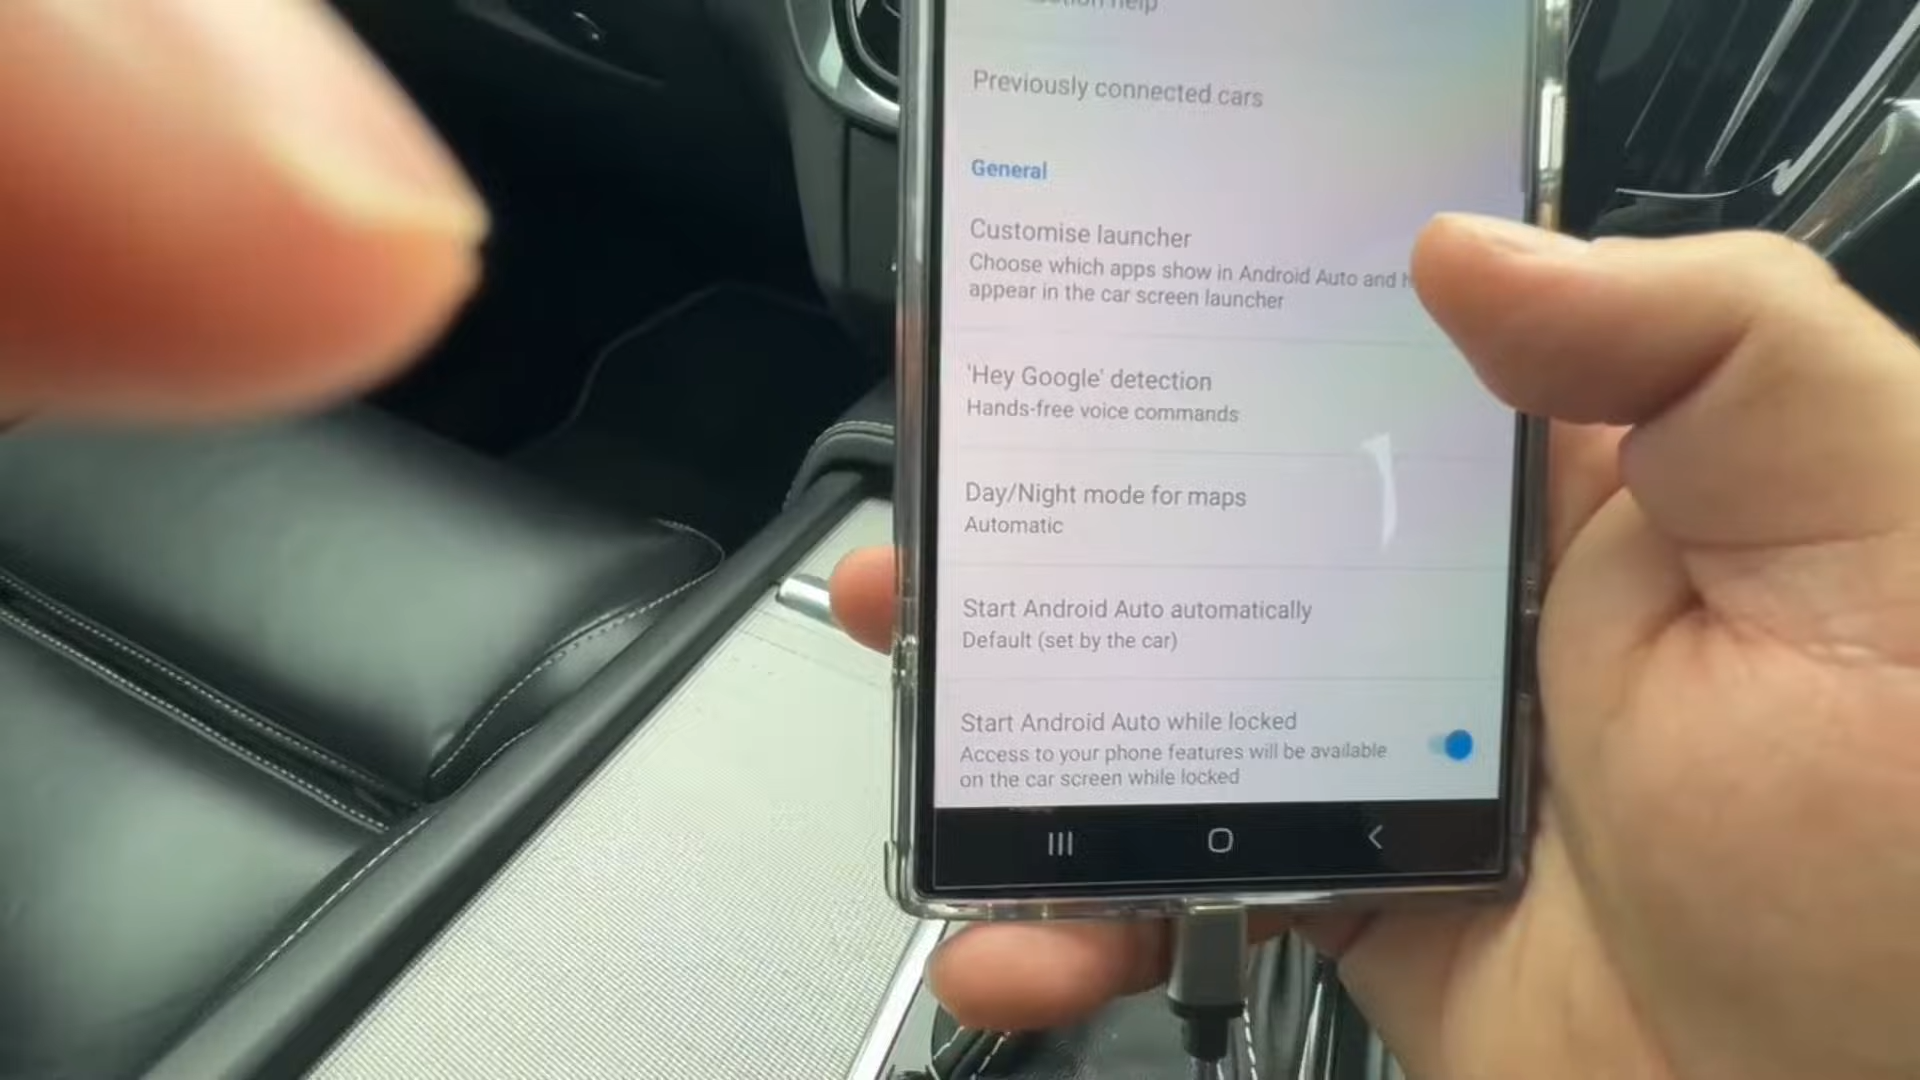 help
Previously connected cars
General
Customise launcher
Choose which apps show in Android Auto and
appear in the car screen launcher
'Hey Google' detection
Hands-free voice commands
Day/Night mode for maps
Automatic
Start Android Auto automatically
Default (set by the car)
Start Android Auto while locked
Access to your phone features will be available
on the car screen while locked